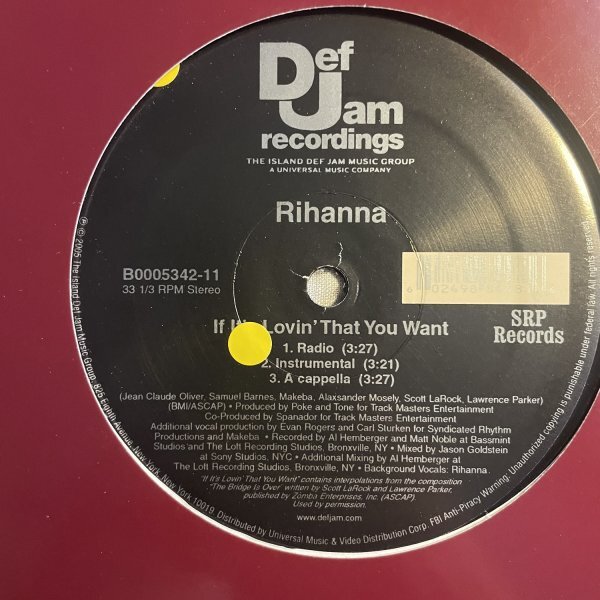 Def
Jam
recordings
THE ISLAND DEF JAM MUSIC GROUP
A UNIVERSAL MUSIC COMPANY
Rihanna
B0005342-11
33 1/3 RPM Stereo
SRP
Records
If Lovin' That You Want
1. Radio (3:27)
2. Instrumental (3:21)
3. A cappella (3:27)
(Jean Claude Oliver, Samuel Barnes, Makeba, Alaxsander Mosely, Scott LaRock, Lawrence Parker)
(BMI/ASCAP) • Produced by Poke and Tone for Track Masters Entertainment
Co-Produced by Spanador for Track Masters Entertainment
Additional vocal production by Evan Rogers and Carl Sturken for Syndicated Rhythm
Productions and Makeba • Recorded by Al Hemberger and Matt Noble at Bassmint
Studios and The Loft Recording Studios, Bronxville, NY • Mixed by Jason Goldstein
at Sony Studios, NYC • Additional Mixing by Al Hemberger at
The Loft Recording Studios, Bronxville, NY • Background Vocals: Rihanna.
"If It's Lovin' That You Want" contains interpolations from the composition
"The Bridge is Over" written by Scott LaRock and Lawrence Parker,
published by Zomba Enterprises, Inc. (ASCAP).
Used by permission.
www.defjam.com
℗ © 2005 The Island Def Jam Music Group, 825 Eighth Avenue, New York, New York 10019. Distributed by Universal Music & Video Distribution Corp. FBI Anti-Piracy Warning: Unauthorized copying is punishable under federal law. All rights reserved.